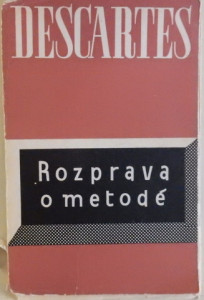 DESCARTES
Rozprava
o metodě